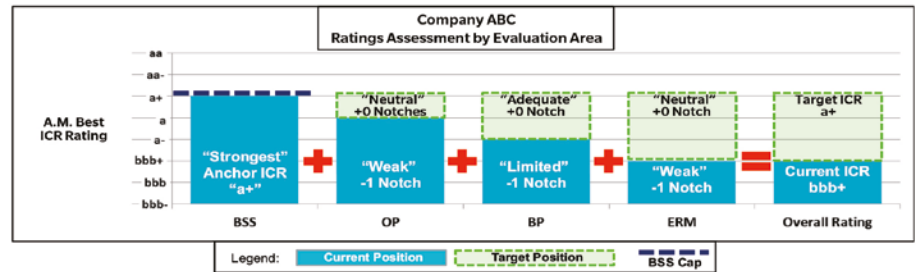 Company ABC
Ratings Assessment by Evaluation Area
A.M. Best
ICR Rating
aa
aa-
a+
a
a-
bbb+
bbb
bbb-
"Strongest"
Anchor ICR
"a+"
"Neutral"
+0 Notches
"Weak"
-1 Notch
"Adequate"
+0 Notch
"Limited"
-1 Notch
"Neutral"
+0 Notch
"Weak"
-1 Notch
Target ICR
a+
Current ICR
bbb+
BSS
OP
BP
ERM
Overall Rating
Legend:
Current Position
Target Position
BSS Cap